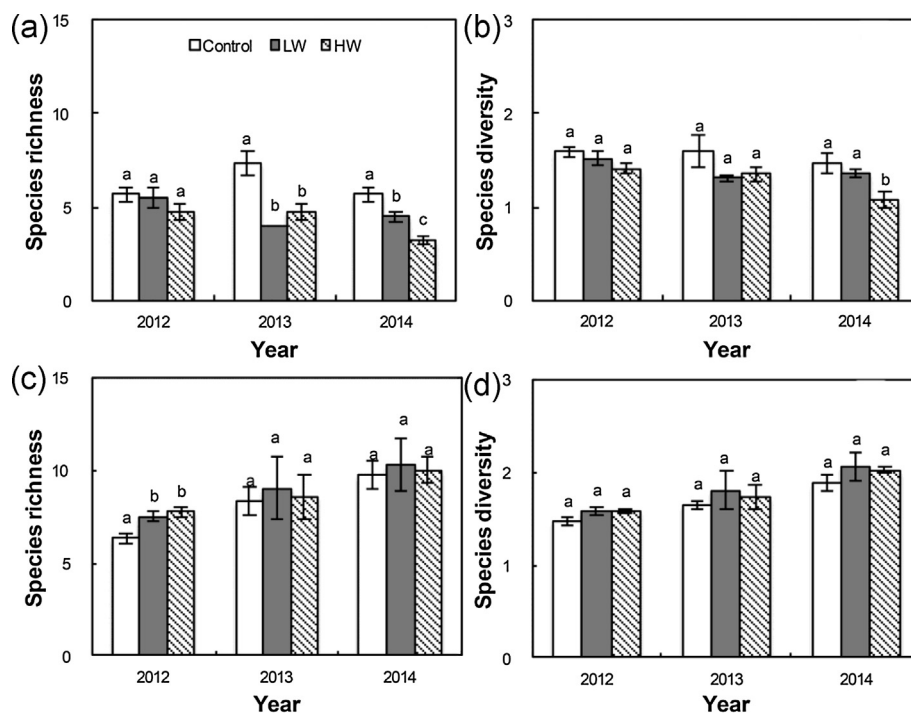 (a)
Species richness
15
10
5
0
Control LW HW
a a a
a b b
a b c
2012 2013 2014
Year
(b)
Species diversity
3
2
1
0
a a a
a a a
a a b
2012 2013 2014
Year
(c)
Species richness
15
10
5
0
a b b
a a a
a a a
2012 2013 2014
Year
(d)
Species diversity
3
2
1
0
a a a
a a a
a a a
2012 2013 2014
Year